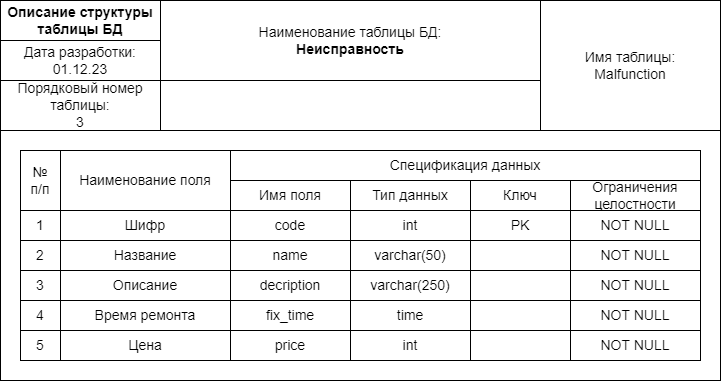 Описание структуры
таблицы БД
Дата разработки:
01.12.23
Порядковый номер
таблицы:
3
Наименование таблицы БД:
Неисправность
Имя таблицы:
Malfunction
№
п/п
Наименование поля
Спецификация данных
Имя поля
Тип данных
Ключ
Ограничения
целостности
1 Шифр code int PK NOT NULL
2 Название name varchar(50) NOT NULL
3 Описание decription varchar(250) NOT NULL
4 Время ремонта fix_time time NOT NULL
5 Цена price int NOT NULL